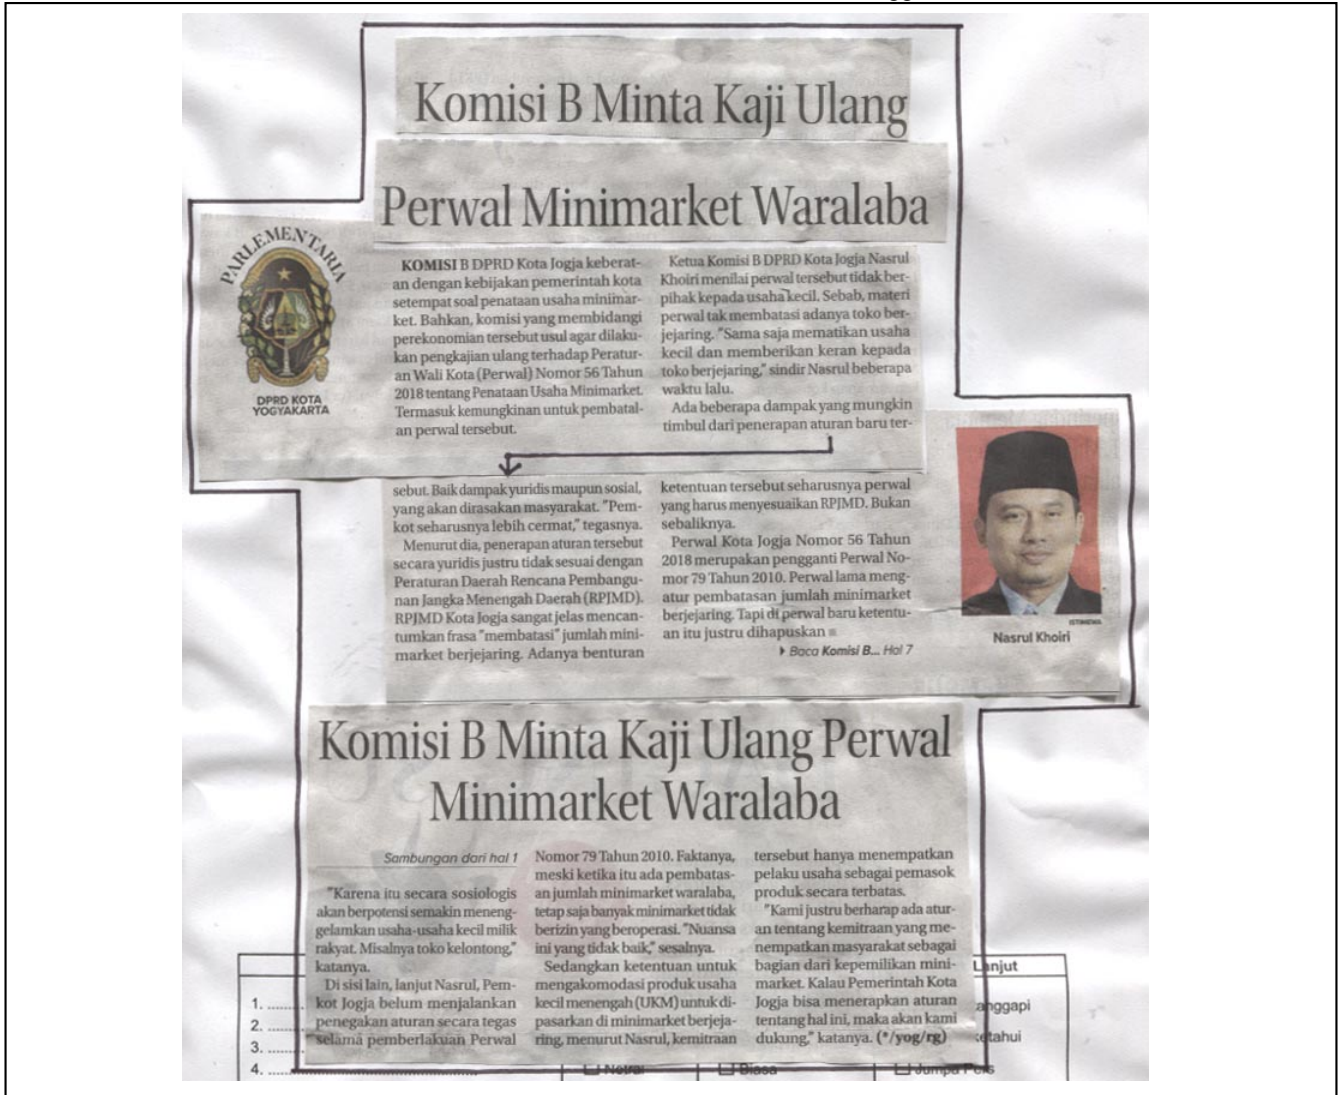 Komisi B Minta Kaji Ulang
Perwal Minimarket Waralaba
PARLEMENTARIA
DPRD KOTA
YOGYAKARTA
KOMISI B DPRD Kota Jogja keberat-
an dengan kebijakan pemerintah kota
setempat soal penataan usaha minimar-
ket. Bahkan, komisi yang membidangi
perekonomian tersebut usul agar dilaku-
kan pengkajian ulang terhadap Peratur-
an Wali Kota (Perwal) Nomor 56 Tahun
2018 tentang Penataan Usaha Minimarket.
Termasuk kemungkinan untuk pembatal-
an perwal tersebut.
Ketua Komisi B DPRD Kota Jogja Nasrul
Khoiri menilai perwal tersebut tidak ber-
pihak kepada usaha kecil. Sebab, materi
perwal tak membatasi adanya toko ber-
jejaring. "Sama saja mematikan usaha
kecil dan memberikan keran kepada
toko berjejaring," sindir Nasrul beberapa
waktu lalu.
Ada beberapa dampak yang mungkin
timbul dari penerapan aturan baru ter-
sebut. Baik dampak yuridis maupun sosial,
yang akan dirasakan masyarakat. "Pem-
kot seharusnya lebih cermat," tegasnya.
Menurut dia, penerapan aturan tersebut
secara yuridis justru tidak sesuai dengan
Peraturan Daerah Rencana Pembangu-
nan Jangka Menengah Daerah (RPJMD).
RPJMD Kota Jogja sangat jelas mencan-
tumkan frasa "membatasi" jumlah mini-
market berjejaring. Adanya benturan
ketentuan tersebut seharusnya perwal
yang harus menyesuaikan RPJMD. Bukan
sebaliknya.
Perwal Kota Jogja Nomor 56 Tahun
2018 merupakan pengganti Perwal No-
mor 79 Tahun 2010. Perwal lama meng-
atur pembatasan jumlah minimarket
berjejaring. Tapi di perwal baru ketentu-
an itu justru dihapuskan
Baca Komisi B... Hal 7
ISTIMEWA
Nasrul Khoiri
Komisi B Minta Kaji Ulang Perwal
Minimarket Waralaba
Sambungan dari hal 1
"Karena itu secara sosiologis
akan berpotensi semakin meneng-
gelamkan usaha-usaha kecil milik
rakyat. Misalnya toko kelontong,"
katanya.
Di sisi lain, lanjut Nasrul, Pem-
kot Jogja belum menjalankan
penegakan aturan secara tegas
selama pemberlakuan Perwal
Nomor 79 Tahun 2010. Faktanya,
meski ketika itu ada pembatas-
an jumlah minimarket waralaba,
tetap saja banyak minimarket tidak
berizin yang beroperasi. "Nuansa
ini yang tidak baik," sesalnya.
Sedangkan ketentuan untuk
mengakomodasi produk usaha
kecil menengah (UKM) untuk di-
pasarkan di minimarket berjeja-
ring, menurut Nasrul, kemitraan
tersebut hanya menempatkan
pelaku usaha sebagai pemasok
produk secara terbatas.
"Kami justru berharap ada atur-
an tentang kemitraan yang me-
nempatkan masyarakat sebagai
bagian dari kepemilikan mini-
market. Kalau Pemerintah Kota
Jogja bisa menerapkan aturan
tentang hal ini, maka akan kami
dukung," katanya. (*/yog/rg)
Lanjut
1. ........
2. ........
3. ........
4. ........
anggapi
etahui
Netral
Biasa
Jumpa Pers